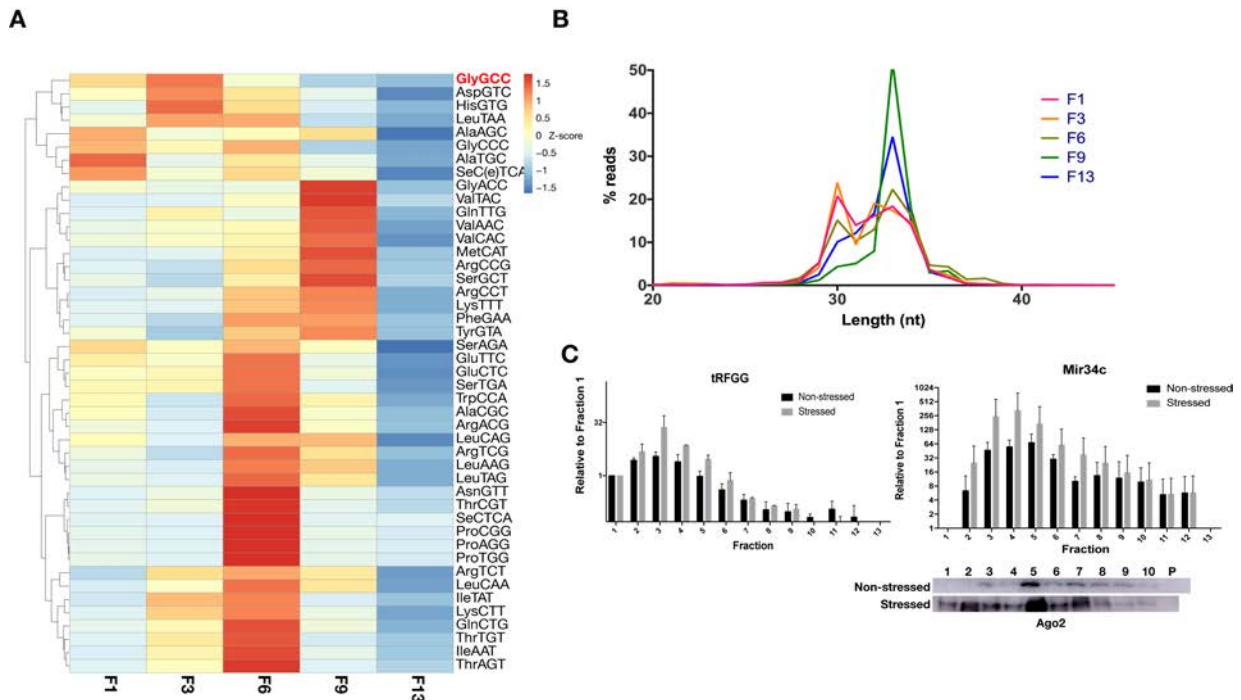 A
GlyGCC
AspGTC
HisGTG
LeuTAA
AlaAGC
GlyCCC
AlaTGC
SeC(e)TCA
GlyACC
ValTAC
GlnTTG
ValAAC
ValCAC
MetCAT
ArgCCG
SerGCT
ArgCCT
LysTTT
PheGAA
TyrGTA
SerAGA
GluTTC
GluCTC
SerTGA
TrpCCA
AlaCGC
ArgACG
LeuCAG
ArgTCG
LeuAAG
LeuTAG
AsnGTT
ThrCGT
SeCTCA
ProCGG
ProAGG
ProTGG
ArgTCT
LeuCAA
IleTAT
LysCTT
GlnCTG
ThrTGT
IleAAT
ThrAGT
F1 F3 F6 F9 F13
1.5
1
0.5
0 Z-score
−0.5
−1
−1.5
B
50
40
30
20
10
0
% reads
20 30 40
Length (nt)
F1
F3
F6
F9
F13
C
tRFGG
Non-stressed
Stressed
32
1
Relative to Fraction 1
1 2 3 4 5 6 7 8 9 10 11 12 13
Fraction
Mir34c
Non-stressed
Stressed
1024
512
256
128
64
32
16
8
4
2
1
Relative to Fraction 1
1 2 3 4 5 6 7 8 9 10 11 12 13
Fraction
1 2 3 4 5 6 7 8 9 10 P
Non-stressed
Stressed
Ago2